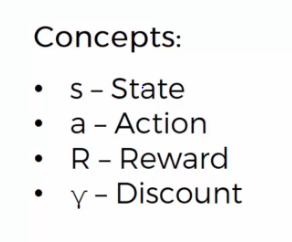 Concepts:
• s – State
• a – Action
• R – Reward
• γ – Discount